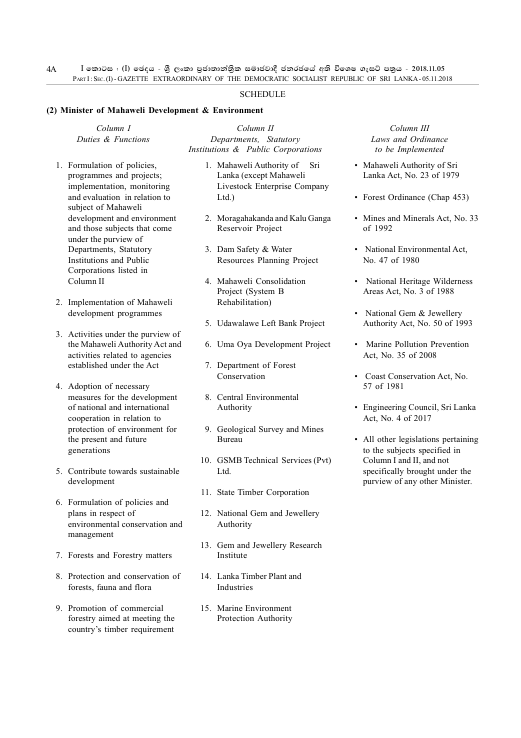 4A
I කොටස : (I) ඡෙදය - ශ්‍රී ලංකා ප්‍රජාතාන්ත්‍රික සමාජවාදී ජනරජයේ අති විශෙෂ ගැසට් පත්‍රය - 2018.11.05
PART I : SEC. (I) - GAZETTE EXTRAORDINARY OF THE DEMOCRATIC SOCIALIST REPUBLIC OF SRI LANKA - 05.11.2018
SCHEDULE
(2) Minister of Mahaweli Development & Environment
Column I
Duties & Functions
1. Formulation of policies,
programmes and projects;
implementation, monitoring
and evaluation in relation to
subject of Mahaweli
development and environment
and those subjects that come
under the purview of
Departments, Statutory
Institutions and Public
Corporations listed in
Column II
2. Implementation of Mahaweli
development programmes
3. Activities under the purview of
the Mahaweli Authority Act and
activities related to agencies
established under the Act
4. Adoption of necessary
measures for the development
of national and international
cooperation in relation to
protection of environment for
the present and future
generations
5. Contribute towards sustainable
development
6. Formulation of policies and
plans in respect of
environmental conservation and
management
7. Forests and Forestry matters
8. Protection and conservation of
forests, fauna and flora
9. Promotion of commercial
forestry aimed at meeting the
country's timber requirement
Column II
Departments, Statutory
Institutions & Public Corporations
1. Mahaweli Authority of Sri
Lanka (except Mahaweli
Livestock Enterprise Company
Ltd.)
2. Moragahakanda and Kalu Ganga
Reservoir Project
3. Dam Safety & Water
Resources Planning Project
4. Mahaweli Consolidation
Project (System B
Rehabilitation)
5. Udawalawe Left Bank Project
6. Uma Oya Development Project
7. Department of Forest
Conservation
8. Central Environmental
Authority
9. Geological Survey and Mines
Bureau
10. GSMB Technical Services (Pvt)
Ltd.
11. State Timber Corporation
12. National Gem and Jewellery
Authority
13. Gem and Jewellery Research
Institute
14. Lanka Timber Plant and
Industries
15. Marine Environment
Protection Authority
Column III
Laws and Ordinance
to be Implemented
• Mahaweli Authority of Sri
Lanka Act, No. 23 of 1979
• Forest Ordinance (Chap 453)
• Mines and Minerals Act, No. 33
of 1992
• National Environmental Act,
No. 47 of 1980
• National Heritage Wilderness
Areas Act, No. 3 of 1988
• National Gem & Jewellery
Authority Act, No. 50 of 1993
• Marine Pollution Prevention
Act, No. 35 of 2008
• Coast Conservation Act, No.
57 of 1981
• Engineering Council, Sri Lanka
Act, No. 4 of 2017
• All other legislations pertaining
to the subjects specified in
Column I and II, and not
specifically brought under the
purview of any other Minister.